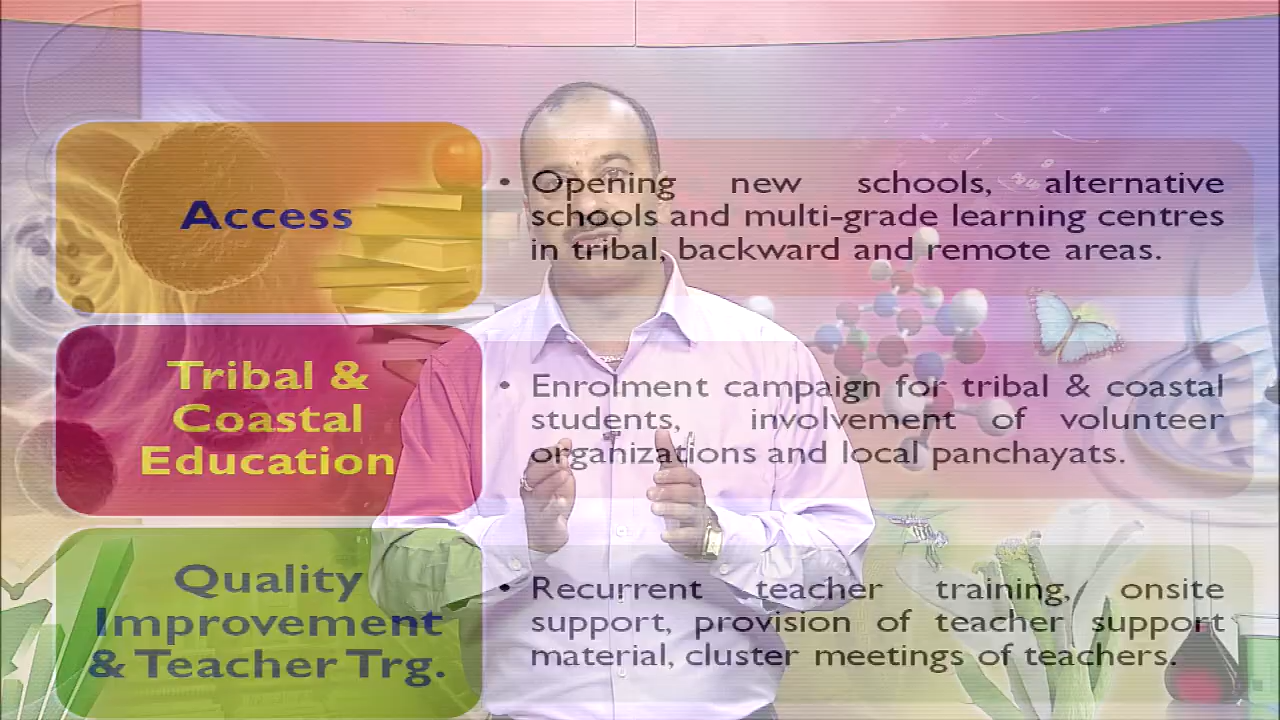 Access
• Opening new schools, alternative
schools and multi-grade learning centres
in tribal, backward and remote areas.
Tribal &
Coastal
Education
• Enrolment campaign for tribal & coastal
students, involvement of volunteer
organizations and local panchayats.
Quality
Improvement
& Teacher Trg.
• Recurrent teacher training, onsite
support, provision of teacher support
material, cluster meetings of teachers.